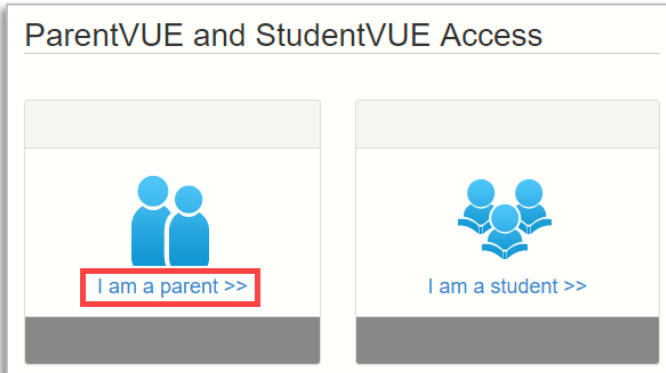 ParentVUE and StudentVUE Access
I am a parent >>
I am a student >>